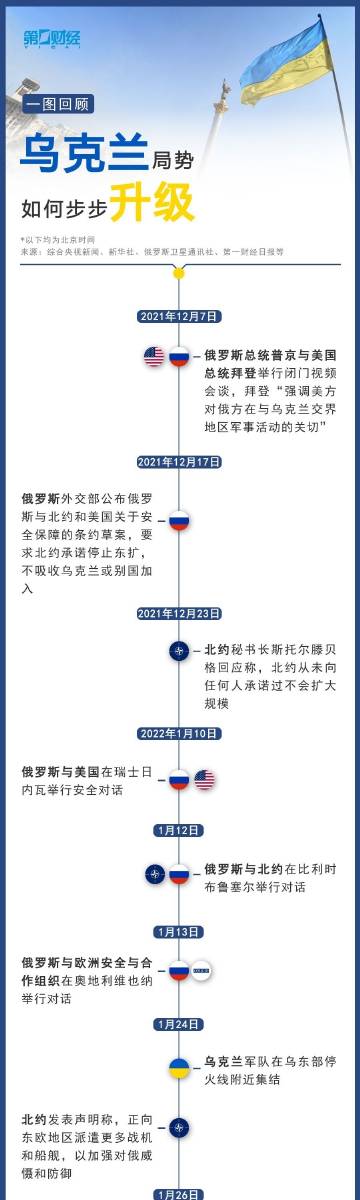 第一财经
YICAI
一图回顾
乌克兰局势
如何步步升级
*以下均为北京时间
来源：综合央视新闻、新华社、俄罗斯卫星通讯社、第一财经日报等
2021年12月7日
俄罗斯总统普京与美国
总统拜登举行闭门视频
会谈，拜登“强调美方
对俄方在与乌克兰交界
地区军事活动的关切”
2021年12月17日
俄罗斯外交部公布俄罗
斯与北约和美国关于安
全保障的条约草案，要
求北约承诺停止东扩，
不吸收乌克兰或别国加
入
2021年12月23日
北约秘书长斯托尔滕贝
格回应称，北约从未向
任何人承诺过不会扩大
规模
2022年1月10日
俄罗斯与美国在瑞士日
内瓦举行安全对话
1月12日
俄罗斯与北约在比利时
布鲁塞尔举行对话
1月13日
俄罗斯与欧洲安全与合
作组织在奥地利维也纳
举行对话
1月24日
乌克兰军队在乌东部停
火线附近集结
北约发表声明称，正向
东欧地区派遣更多战机
和船舰，以加强对俄威
慑和防御
1月26日